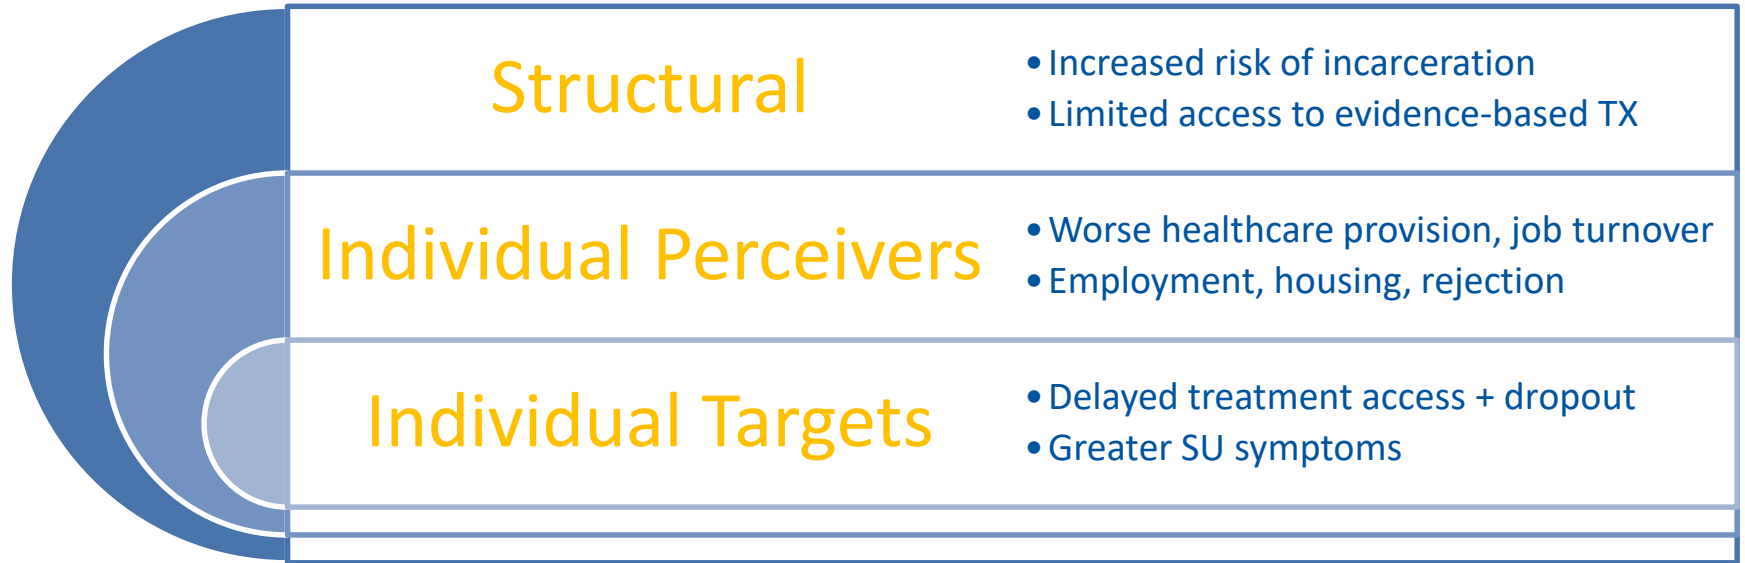 Structural
• Increased risk of incarceration
• Limited access to evidence-based TX
Individual Perceivers
• Worse healthcare provision, job turnover
• Employment, housing, rejection
Individual Targets
• Delayed treatment access + dropout
• Greater SU symptoms